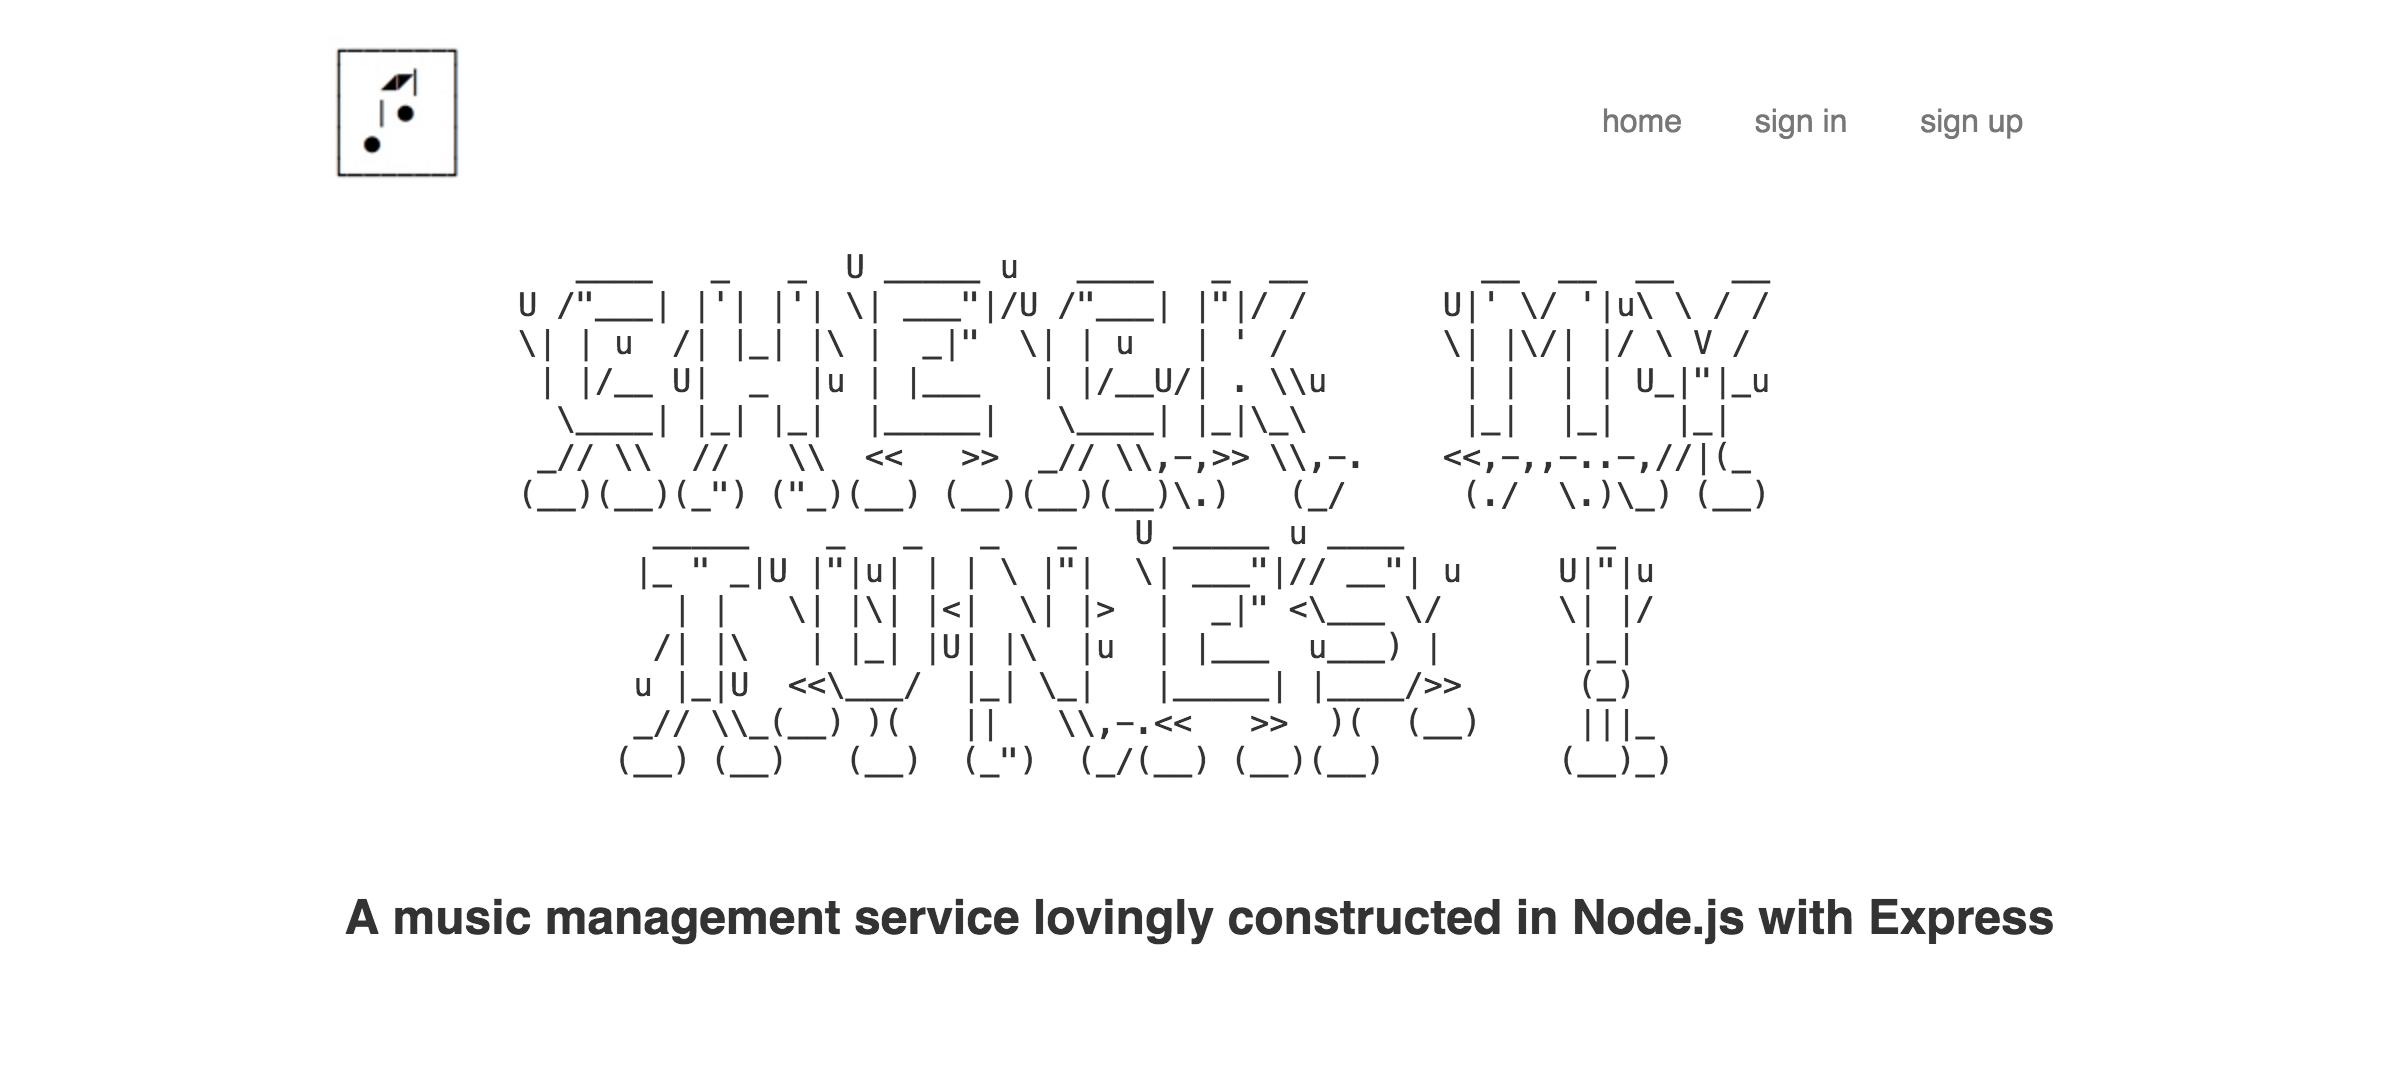 home sign in sign up
CHECK MY
TUNES !
A music management service lovingly constructed in Node.js with Express